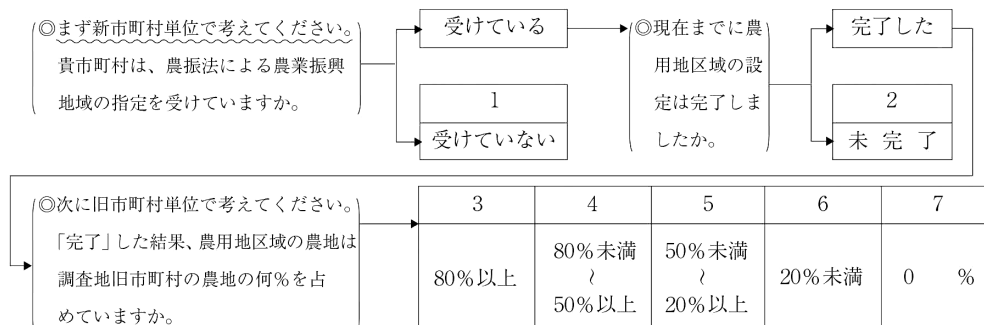 ◎まず新市町村単位で考えてください。
貴市町村は、農振法による農業振興
地域の指定を受けていますか。
受けている
1
受けていない
◎現在までに農
用地区域の設
定は完了しま
したか。
完了した
2
未完了
◎次に旧市町村単位で考えてください。
「完了」した結果、農用地区域の農地は
調査地旧市町村の農地の何%を占
めていますか。
3 4 5 6 7
80%以上
80%未満
~
50%以上
50%未満
~
20%以上
20%未満
0 %